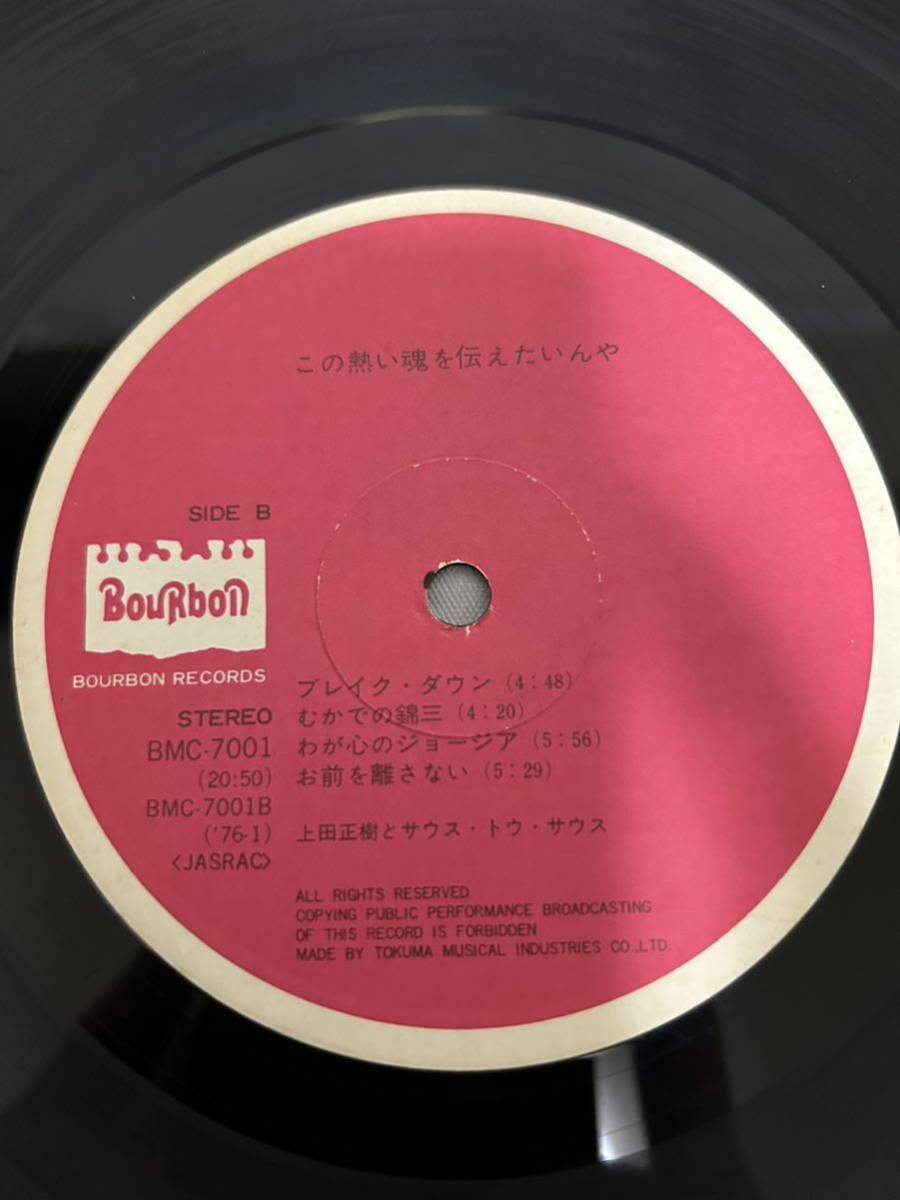 この熱い魂を伝えたいんや
SIDE B
BouRbon
BOURBON RECORDS
STEREO
BMC-7001
(20:50)
BMC-7001B
('76-1)
<JASRAC>
ブレイク・ダウン (4:48)
むかでの錦三 (4:20)
わが心のジョージア (5:56)
お前を離さない (5:29)
上田正樹とサウス・トゥ・サウス
ALL RIGHTS RESERVED
COPYING PUBLIC PERFORMANCE BROADCASTING
OF THIS RECORD IS FORBIDDEN
MADE BY TOKUMA MUSICAL INDUSTRIES CO.,LTD.